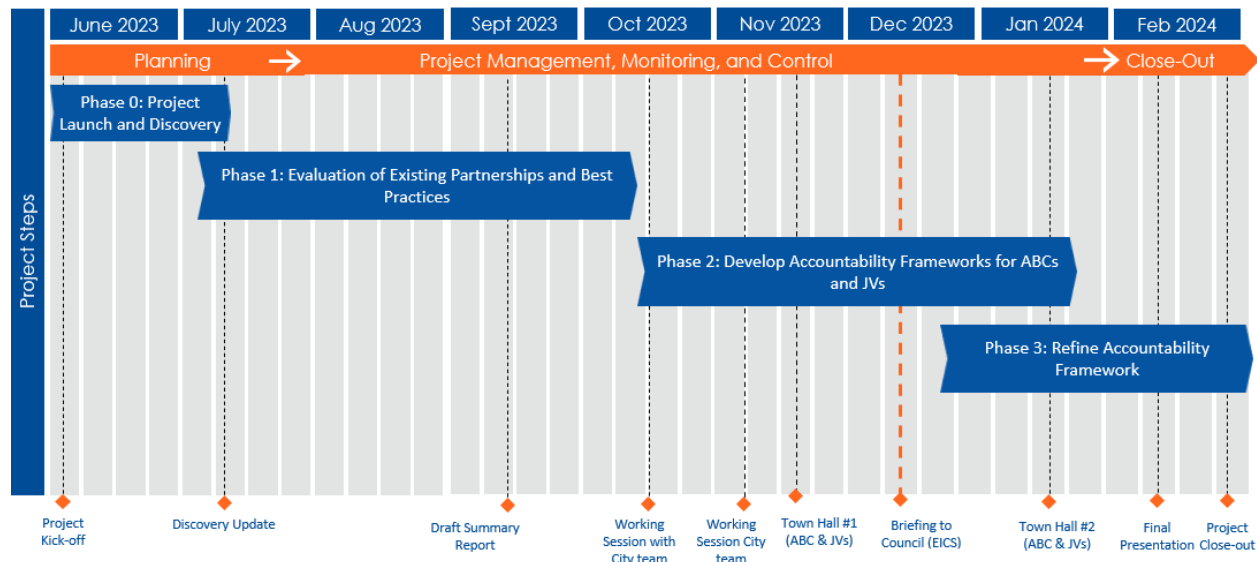 June 2023
July 2023
Aug 2023
Sept 2023
Oct 2023
Nov 2023
Dec 2023
Jan 2024
Feb 2024
Planning
Project Management, Monitoring, and Control
Close-Out
Project Steps
Phase 0: Project
Launch and Discovery
Phase 1: Evaluation of Existing Partnerships and Best
Practices
Phase 2: Develop Accountability Frameworks for ABCs
and JVs
Phase 3: Refine Accountability
Framework
Project
Kick-off
Discovery Update
Draft Summary
Report
Working
Session with
City team
Working
Session City
team
Town Hall #1
(ABC & JVs)
Briefing to
Council (EICS)
Town Hall #2
(ABC & JVs)
Final
Presentation
Project
Close-out